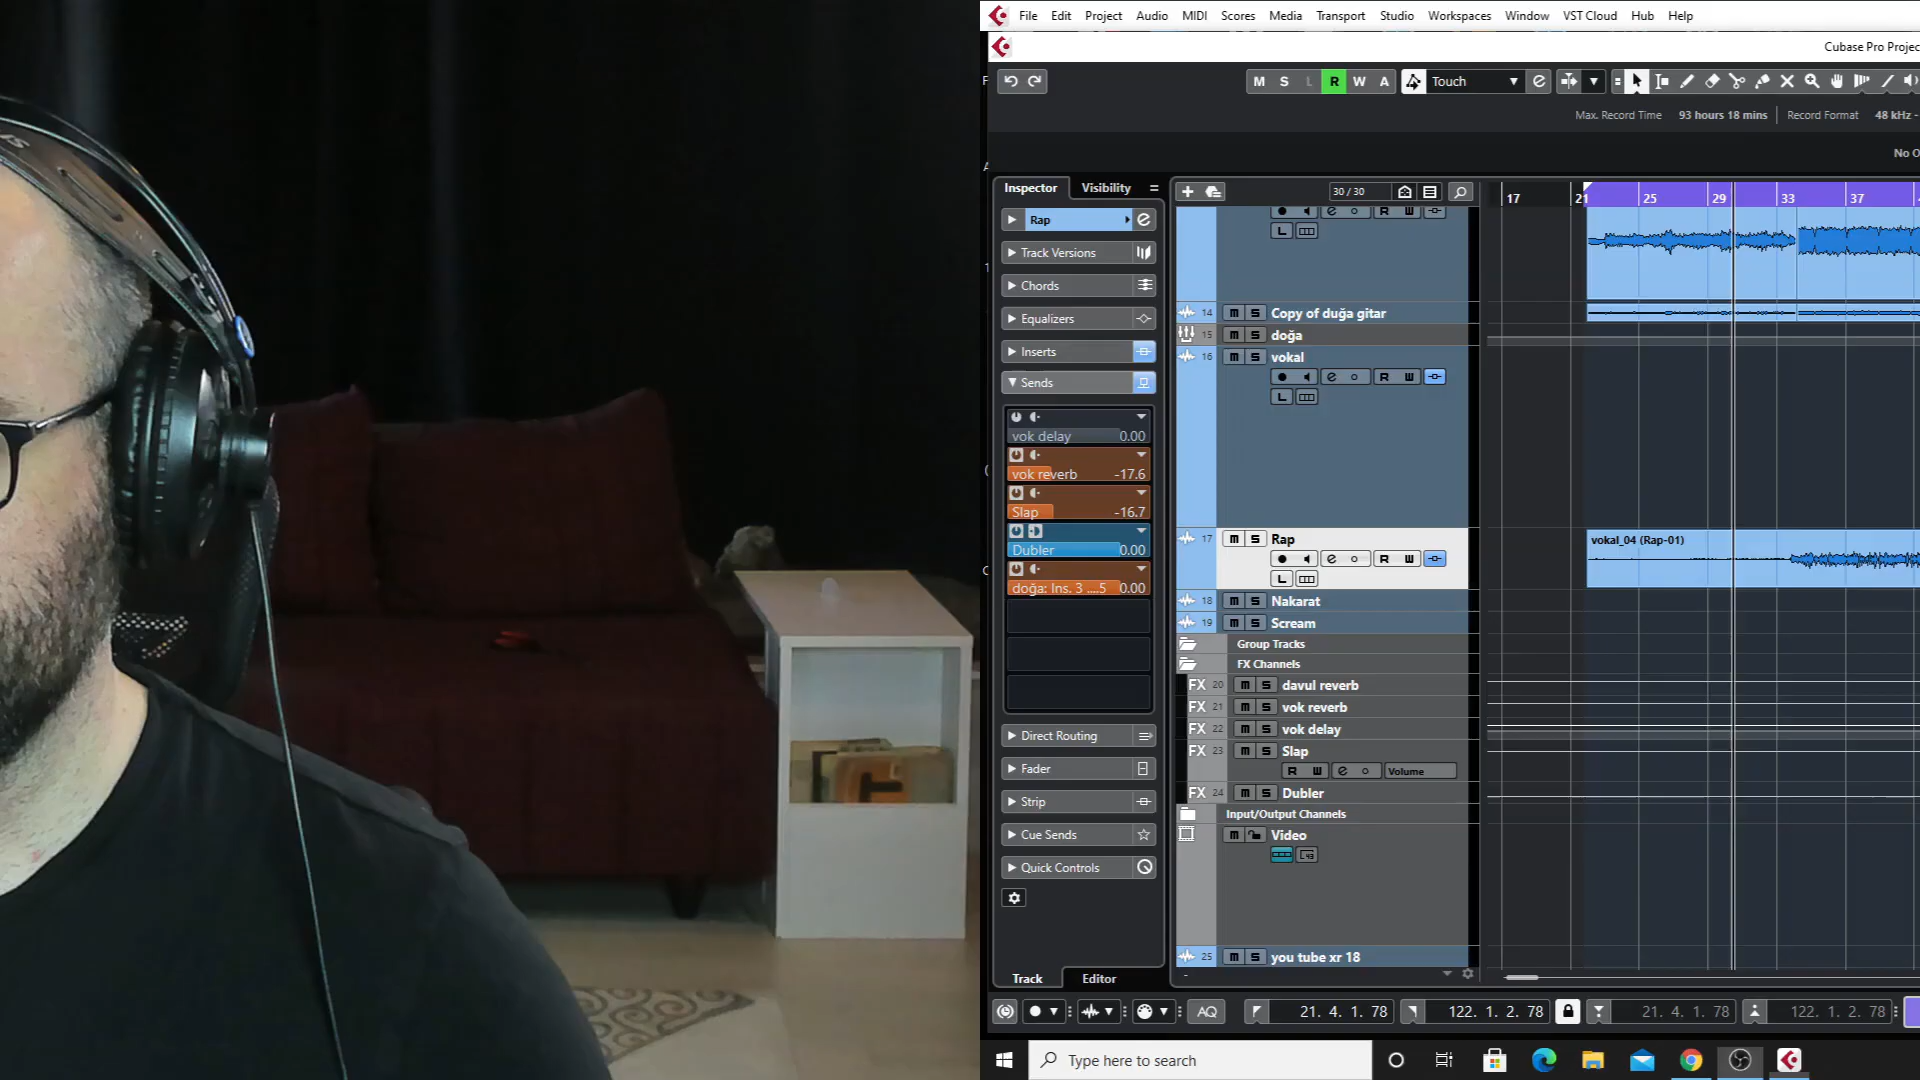 File Edit Project Audio MIDI Scores Media Transport Studio Workspaces Window VST Cloud Hub Help
Cubase Pro Projec
M S L R W A Touch
Max. Record Time 93 hours 18 mins Record Format 48 kHz -
No O
Inspector Visibility
30 / 30
17 21 25 29 33 37
Rap
Track Versions
Chords
Equalizers
Inserts
Sends
vok delay 0.00
vok reverb -17.6
Slap -16.7
Dubler 0.00
doğa: Ins. 3 ....5 0.00
Direct Routing
Fader
Strip
Cue Sends
Quick Controls
Track Editor
R W
L
14 m S Copy of duğa gitar
15 m S doğa
16 m S vokal
R W
L
17 m S Rap
R W
L
vokal_04 (Rap-01)
18 m S Nakarat
19 m S Scream
Group Tracks
FX Channels
FX 20 m S davul reverb
FX 21 m S vok reverb
FX 22 m S vok delay
FX 23 m S Slap
R W Volume
FX 24 m S Dubler
Input/Output Channels
m Video
25 m S you tube xr 18
AQ 21. 4. 1. 78 122. 1. 2. 78 21. 4. 1. 78 122. 1. 2. 78
Type here to search